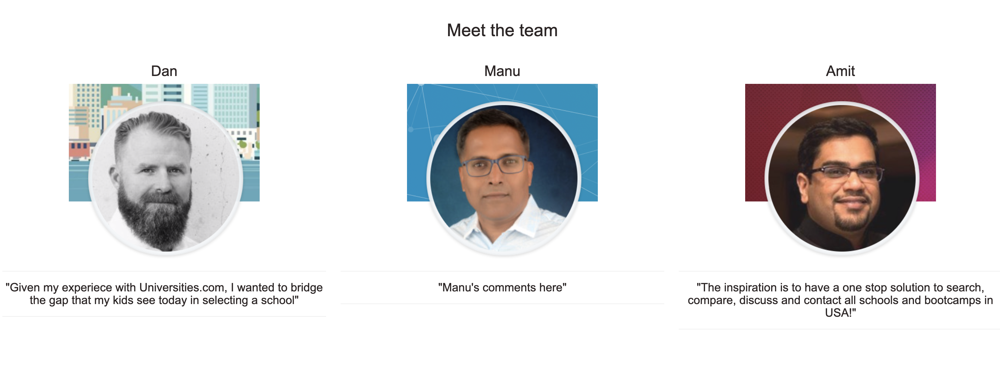 Meet the team
Dan
Manu
Amit
"Given my experiece with Universities.com, I wanted to bridge
the gap that my kids see today in selecting a school"
"Manu's comments here"
"The inspiration is to have a one stop solution to search,
compare, discuss and contact all schools and bootcamps in
USA!"